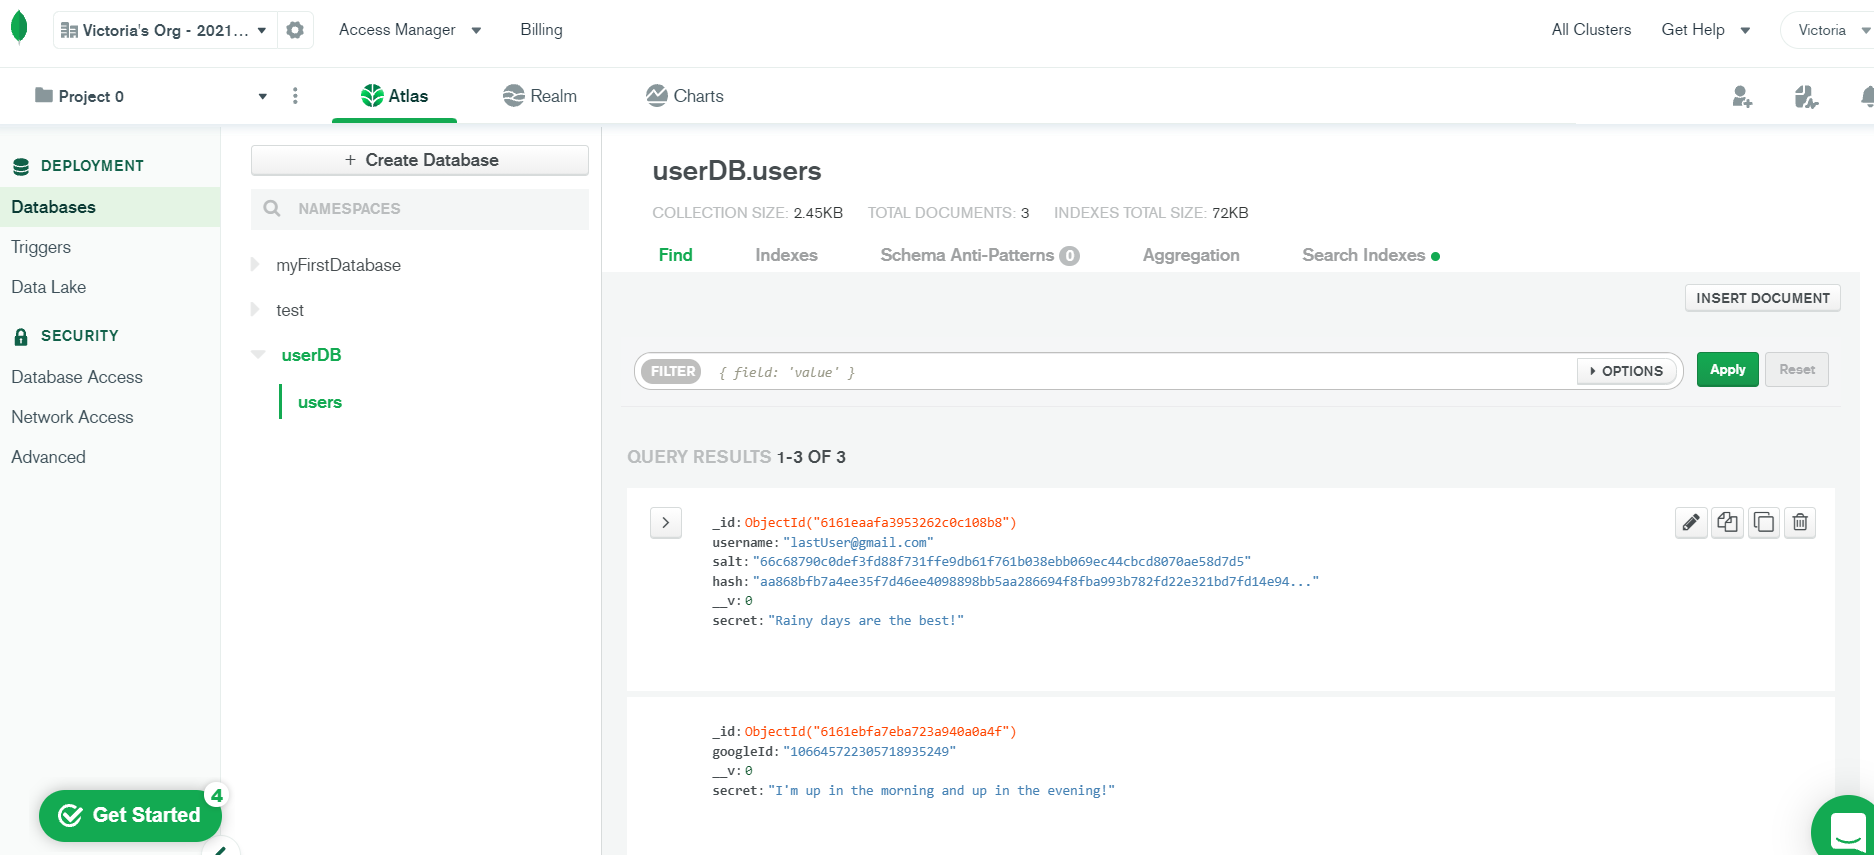 Victoria's Org - 2021... Access Manager Billing All Clusters Get Help Victoria
Project 0 Atlas Realm Charts
DEPLOYMENT
Databases
Triggers
Data Lake
SECURITY
Database Access
Network Access
Advanced
Get Started 4
+ Create Database
NAMESPACES
myFirstDatabase
test
userDB
users
userDB.users
COLLECTION SIZE: 2.45KB TOTAL DOCUMENTS: 3 INDEXES TOTAL SIZE: 72KB
Find Indexes Schema Anti-Patterns 0 Aggregation Search Indexes
INSERT DOCUMENT
FILTER { field: 'value' } OPTIONS Apply Reset
QUERY RESULTS 1-3 OF 3
_id: ObjectId("6161eaafa3953262c0c108b8")
username: "lastUser@gmail.com"
salt: "66c68790c0def3fd88f731ffe9db61f761b038ebb069ec44cbcd8070ae58d7d5"
hash: "aa868bfb7a4ee35f7d46ee4098898bb5aa286694f8fba993b782fd22e321bd7fd14e94..."
__v: 0
secret: "Rainy days are the best!"
_id: ObjectId("6161ebfa7eba723a940a0a4f")
googleId: "106645722305718935249"
__v: 0
secret: "I'm up in the morning and up in the evening!"